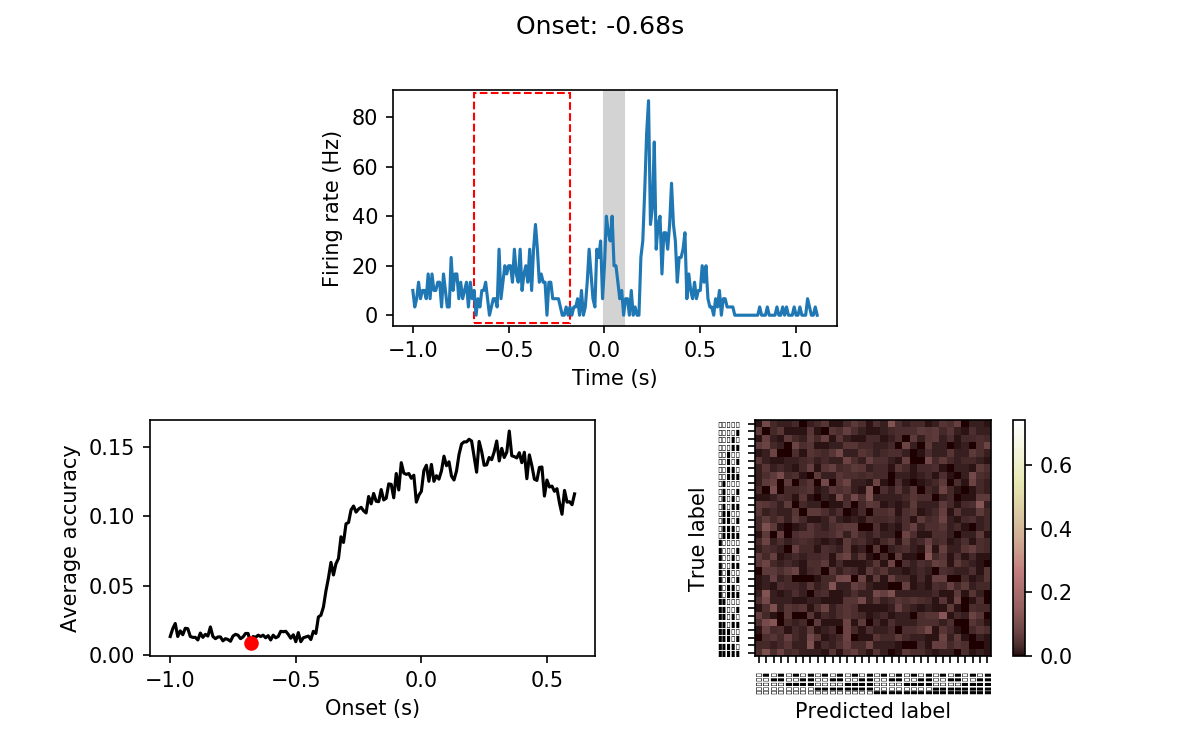 Onset: -0.68s
Firing rate (Hz)
80
60
40
20
0
−1.0 −0.5 0.0 0.5 1.0
Time (s)
Average accuracy
0.15
0.10
0.05
0.00
−1.0 −0.5 0.0 0.5
Onset (s)
True label
Predicted label
0.6
0.4
0.2
0.0